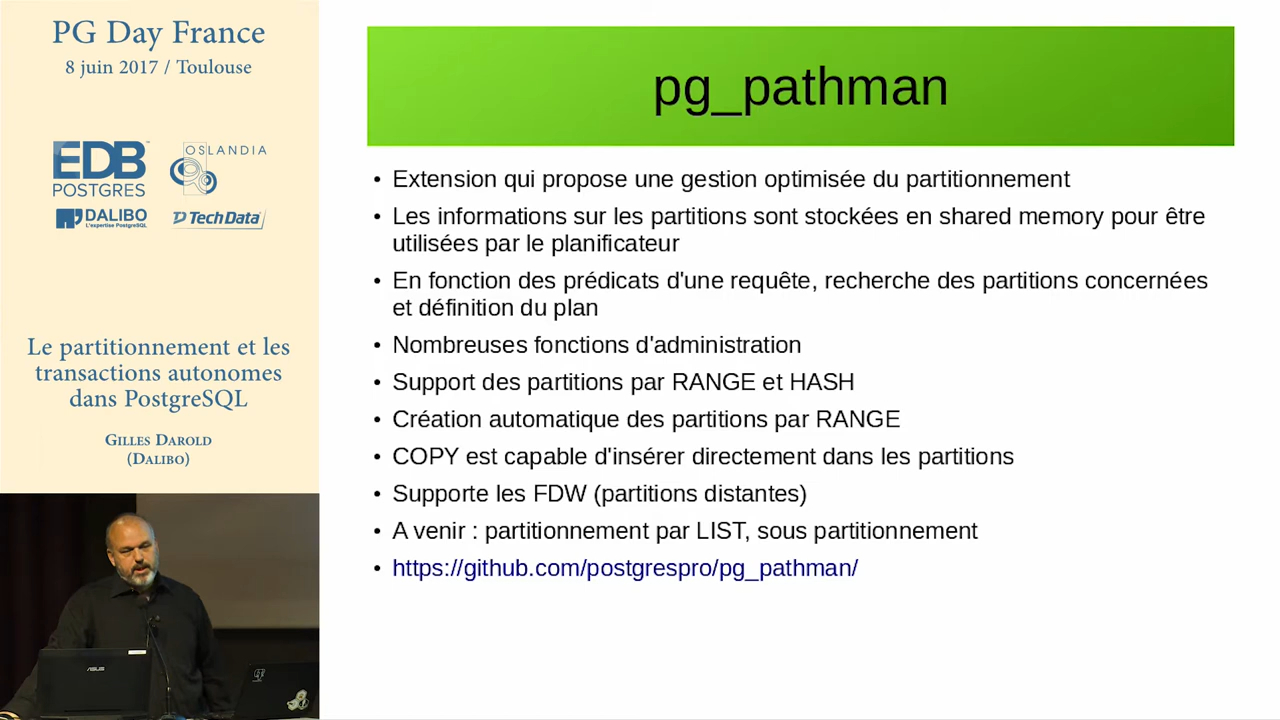 PG Day France
8 juin 2017 / Toulouse
EDB
POSTGRES
OSLANDIA
DALIBO
L'expertise PostgreSQL
TechData
Le partitionnement et les
transactions autonomes
dans PostgreSQL
GILLES DAROLD
(DALIBO)
pg_pathman
• Extension qui propose une gestion optimisée du partitionnement
• Les informations sur les partitions sont stockées en shared memory pour être
utilisées par le planificateur
• En fonction des prédicats d'une requête, recherche des partitions concernées
et définition du plan
• Nombreuses fonctions d'administration
• Support des partitions par RANGE et HASH
• Création automatique des partitions par RANGE
• COPY est capable d'insérer directement dans les partitions
• Supporte les FDW (partitions distantes)
• A venir : partitionnement par LIST, sous partitionnement
• https://github.com/postgrespro/pg_pathman/
ASUS